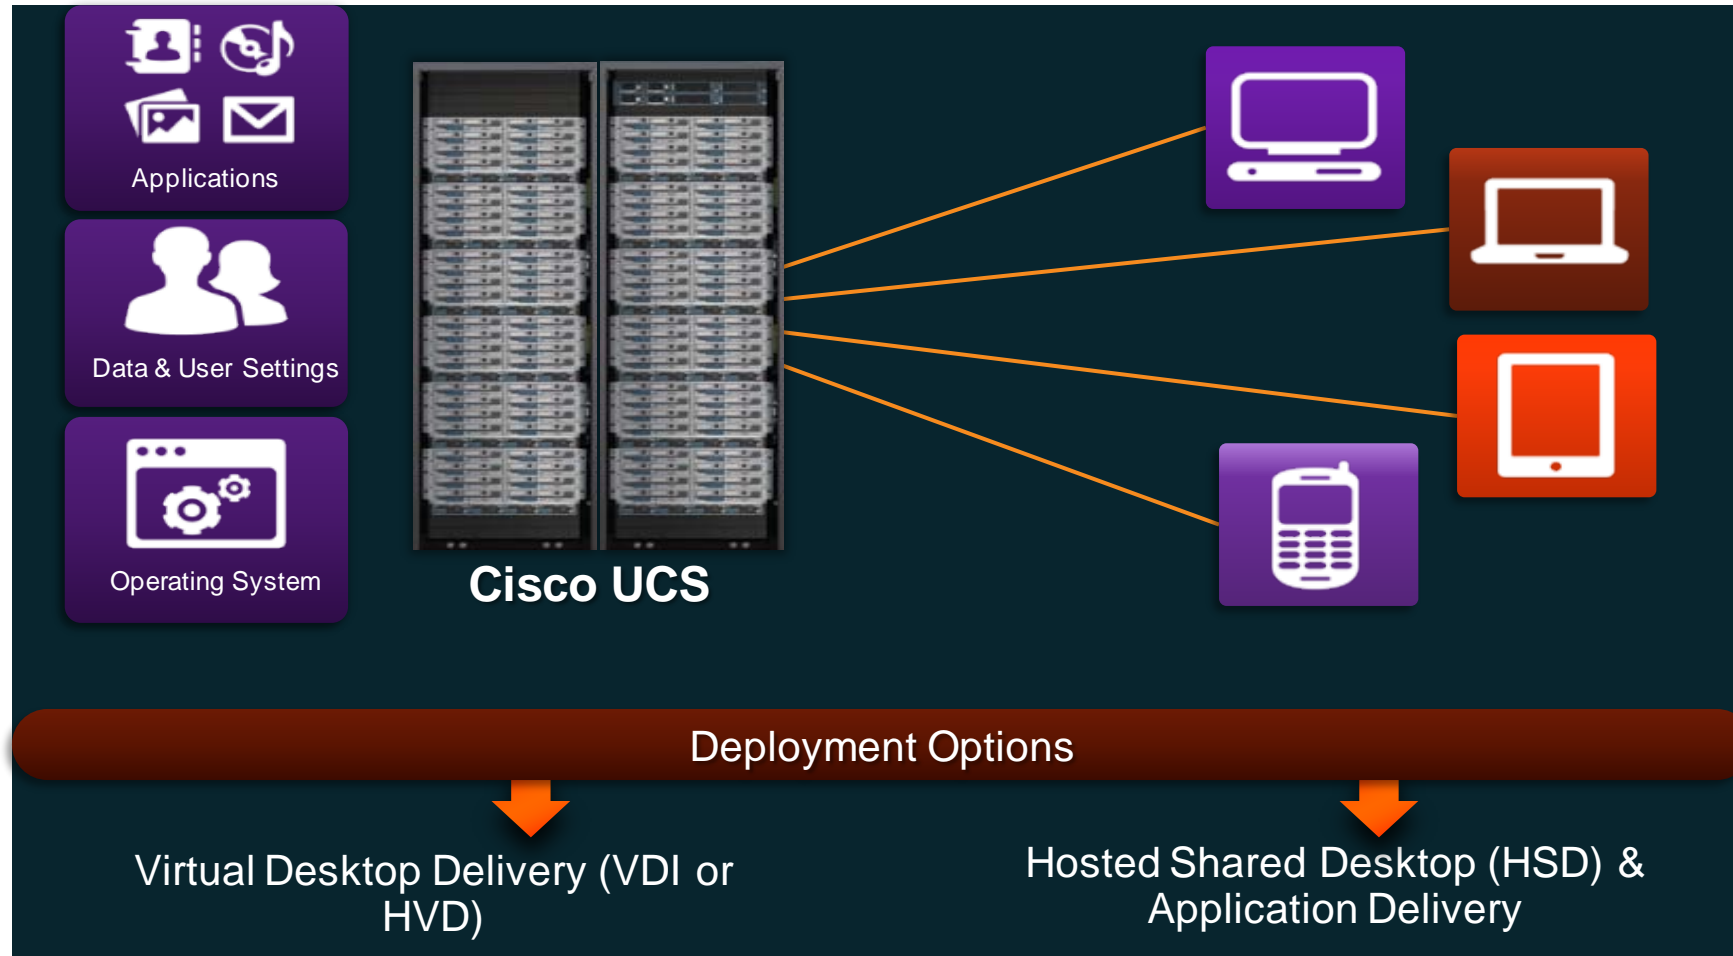 Applications
Data & User Settings
Operating System
Cisco UCS
Deployment Options
Virtual Desktop Delivery (VDI or
HVD)
Hosted Shared Desktop (HSD) &
Application Delivery